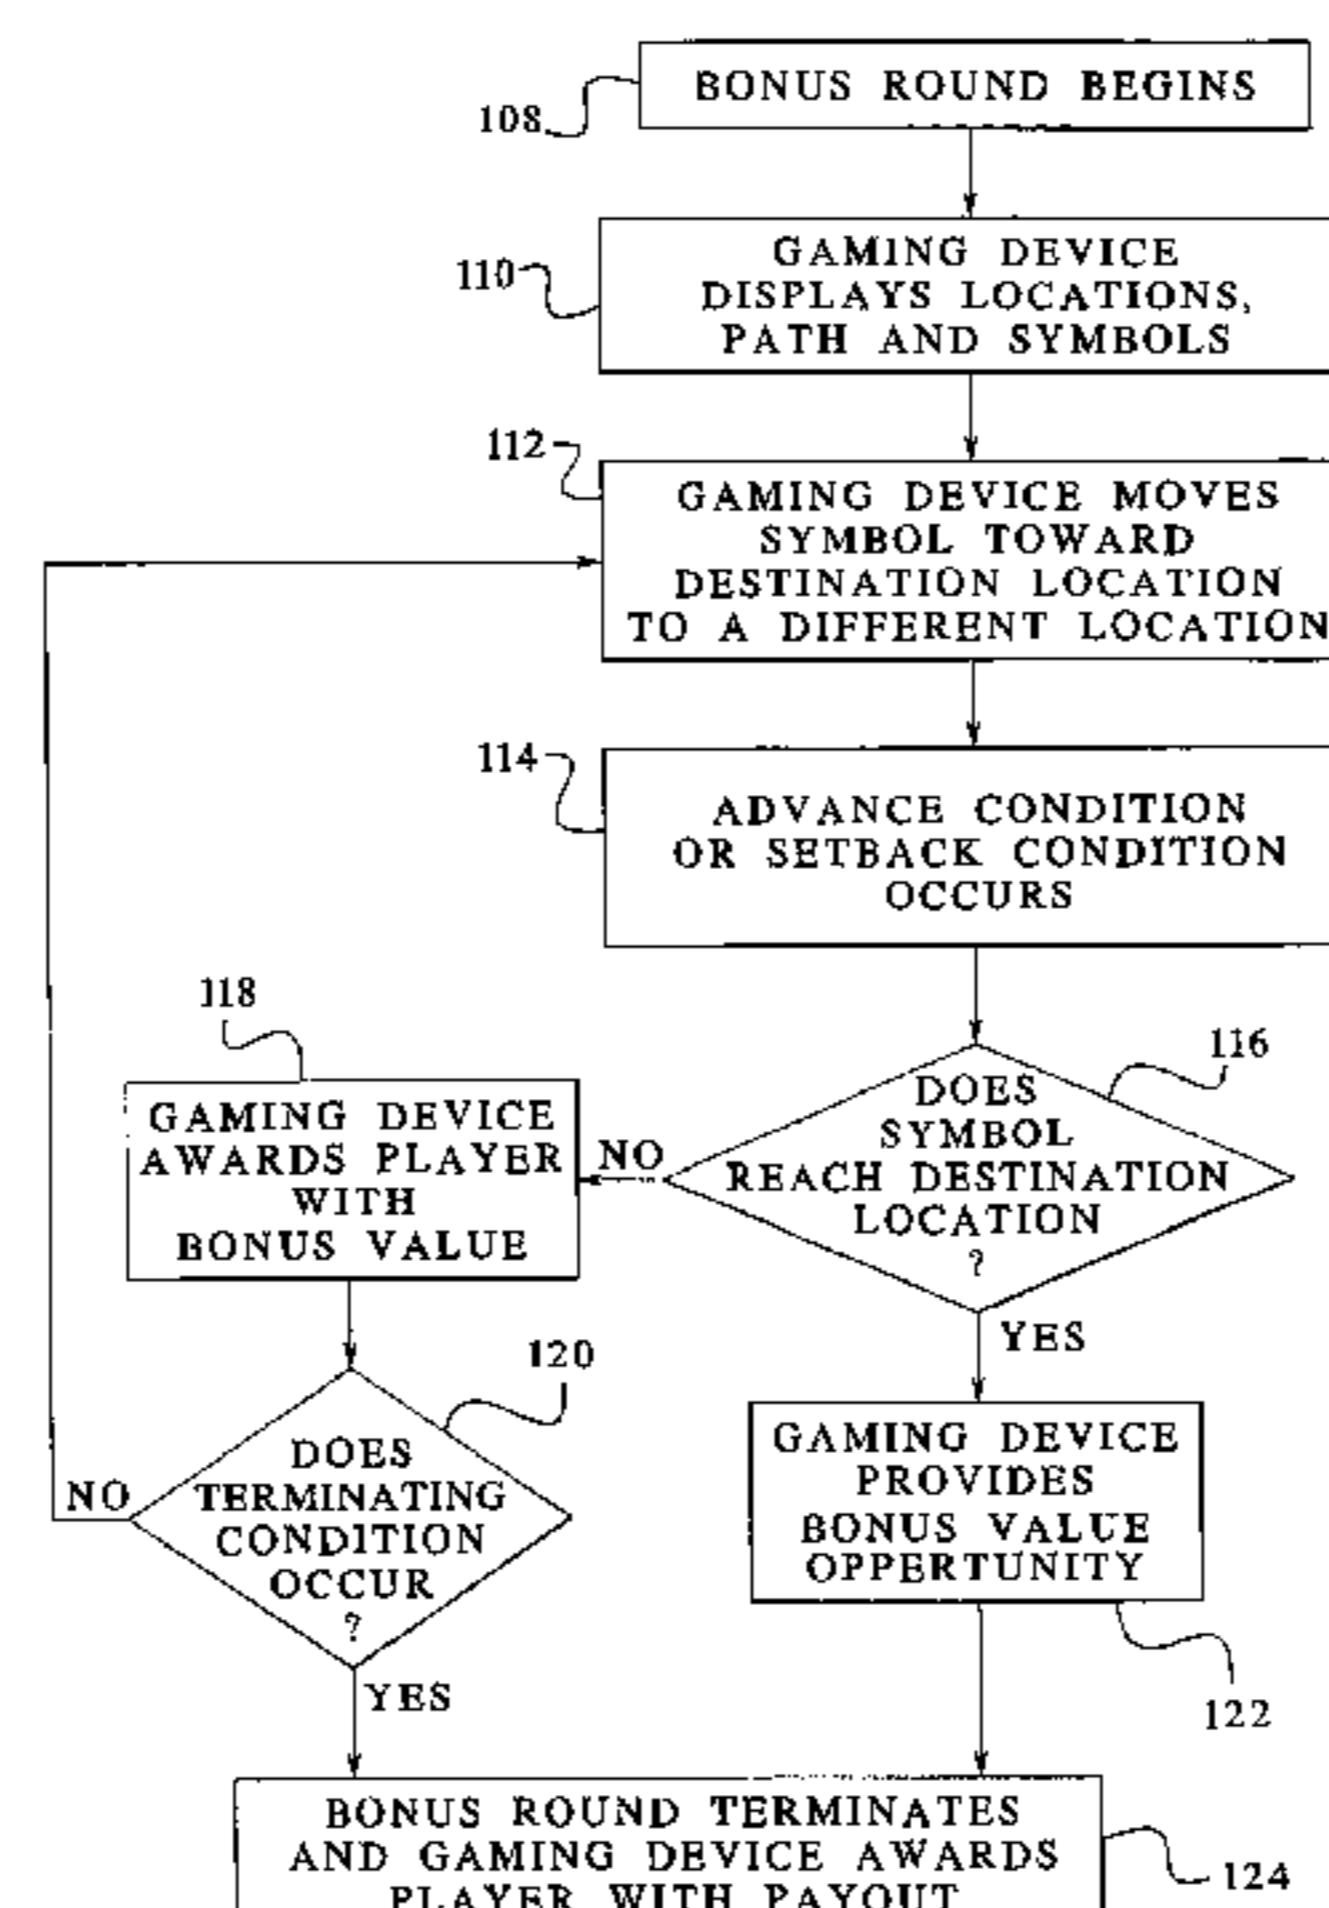 BONUS ROUND BEGINS
108
110
GAMING DEVICE
DISPLAYS LOCATIONS,
PATH AND SYMBOLS
112
GAMING DEVICE MOVES
SYMBOL TOWARD
DESTINATION LOCATION
TO A DIFFERENT LOCATION
114
ADVANCE CONDITION
OR SETBACK CONDITION
OCCURS
118
116
DOES
SYMBOL
REACH DESTINATION
LOCATION
?
NO
GAMING DEVICE
AWARDS PLAYER
WITH
BONUS VALUE
YES
120
DOES
TERMINATING
CONDITION
OCCUR
?
NO
GAMING DEVICE
PROVIDES
BONUS VALUE
OPPERTUNITY
122
YES
BONUS ROUND TERMINATES
AND GAMING DEVICE AWARDS
PLAYER WITH PAYOUT
124